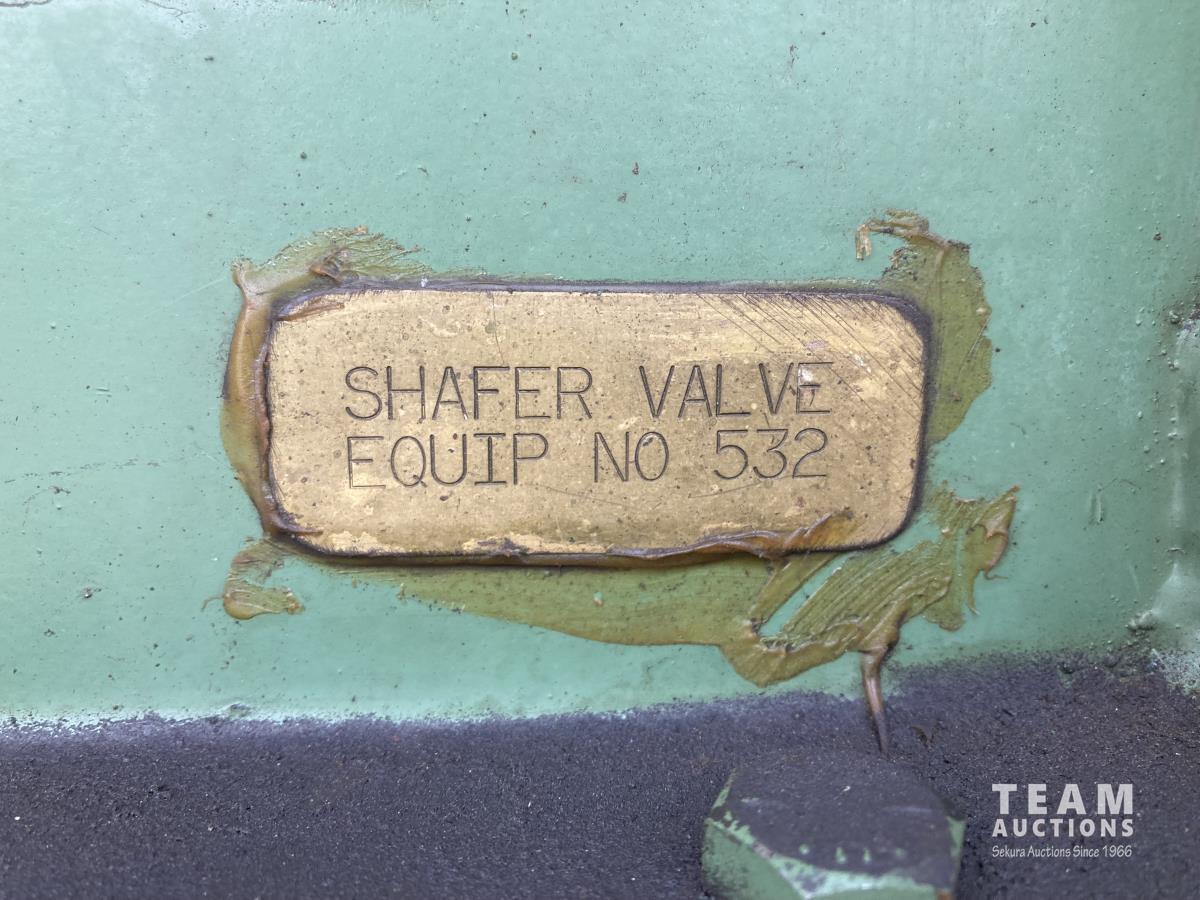 SHAFER VALVE
EQUIP NO 532
TEAM
AUCTIONS
Sekura Auctions Since 1966